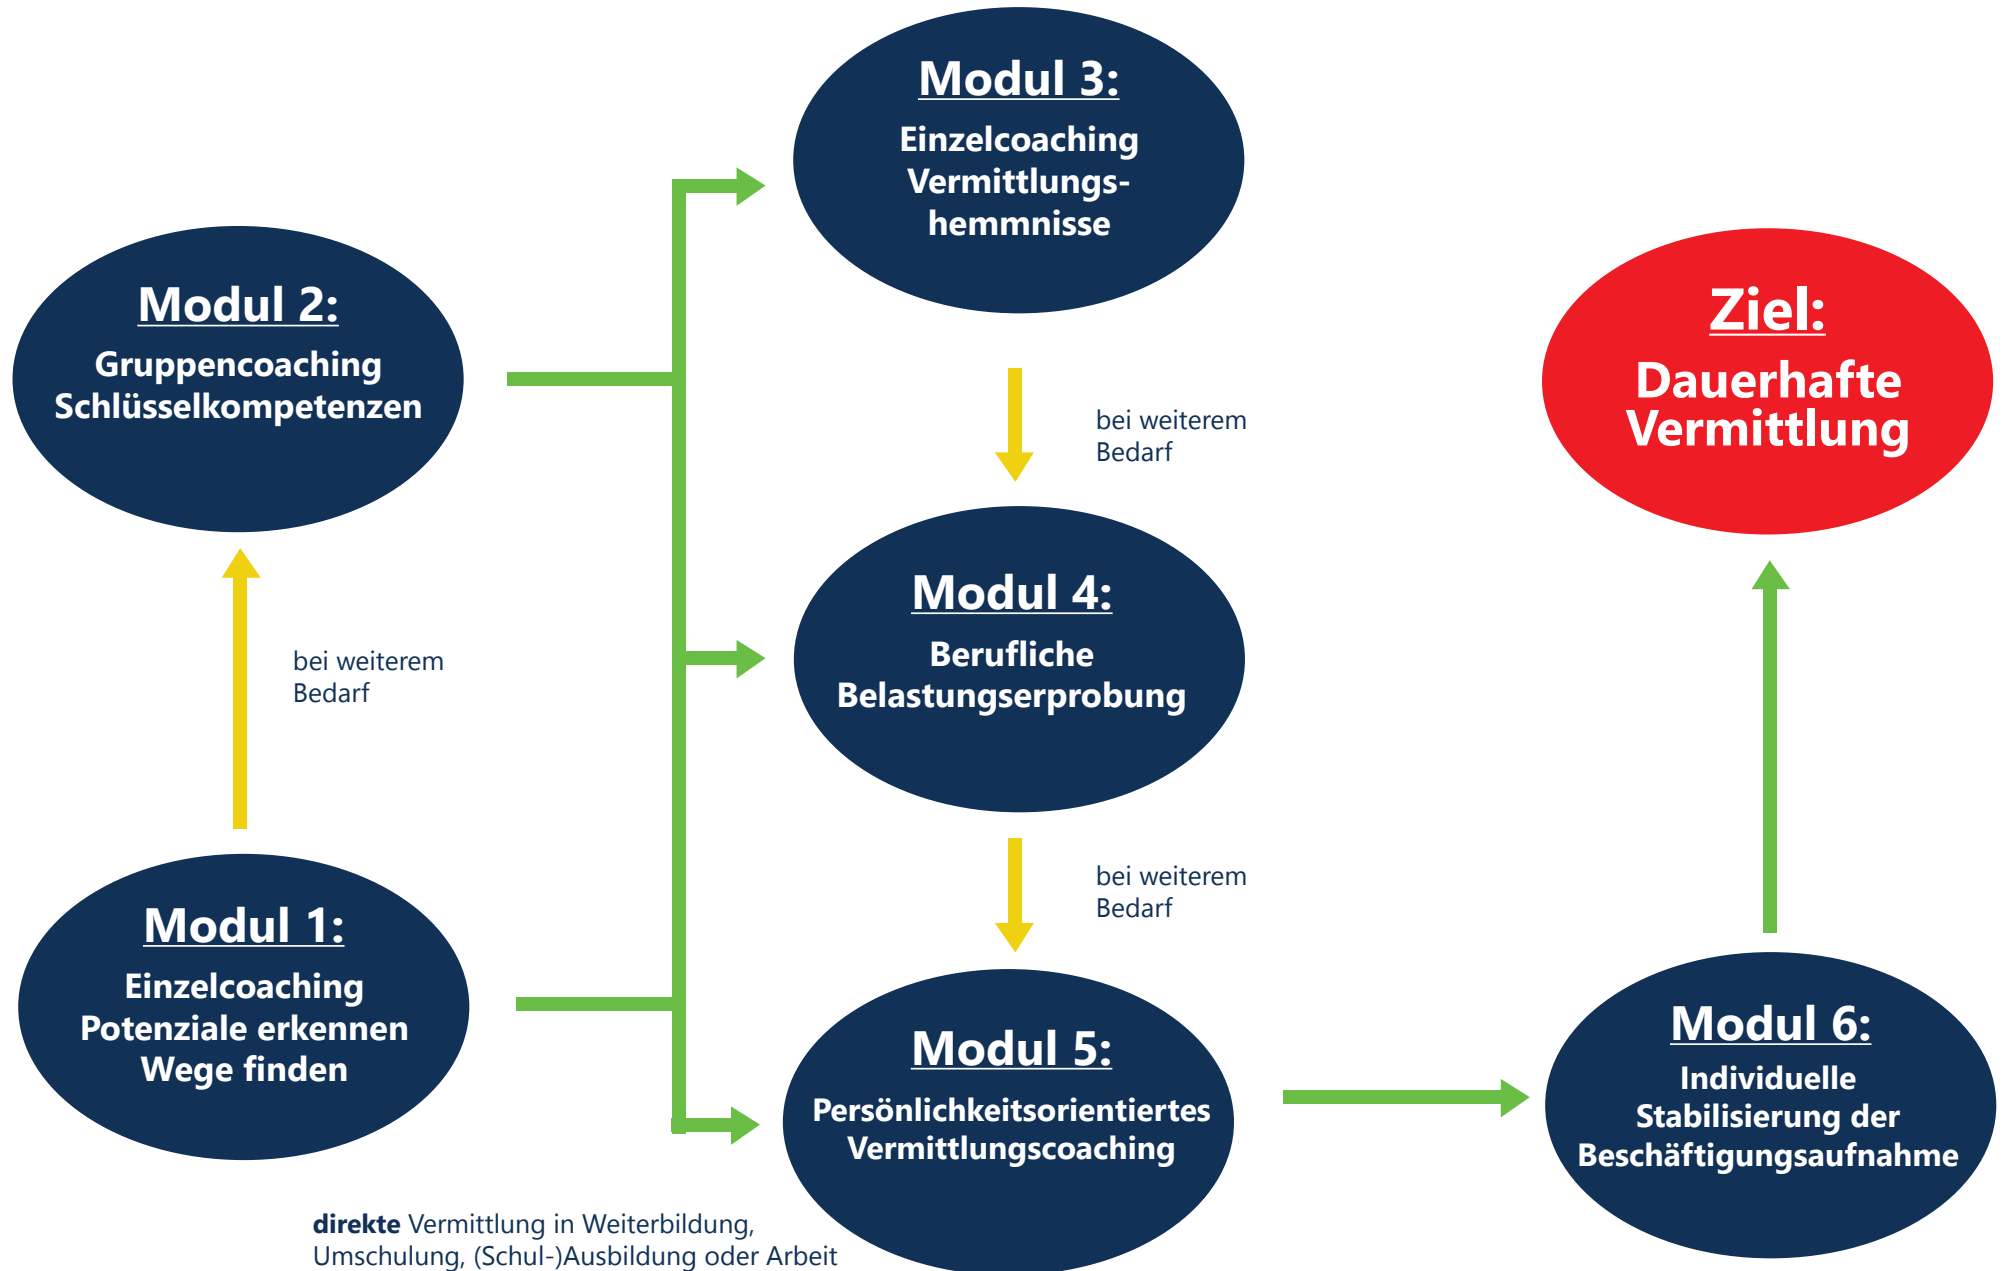 Modul 3:
Einzelcoaching
Vermittlungs-
hemmnisse
Modul 2:
Gruppencoaching
Schlüsselkompetenzen
Ziel:
Dauerhafte
Vermittlung
bei weiterem
Bedarf
Modul 4:
Berufliche
Belastungserprobung
bei weiterem
Bedarf
bei weiterem
Bedarf
Modul 1:
Einzelcoaching
Potenziale erkennen
Wege finden
Modul 5:
Persönlichkeitsorientiertes
Vermittlungscoaching
Modul 6:
Individuelle
Stabilisierung der
Beschäftigungsaufnahme
direkte Vermittlung in Weiterbildung,
Umschulung, (Schul-)Ausbildung oder Arbeit